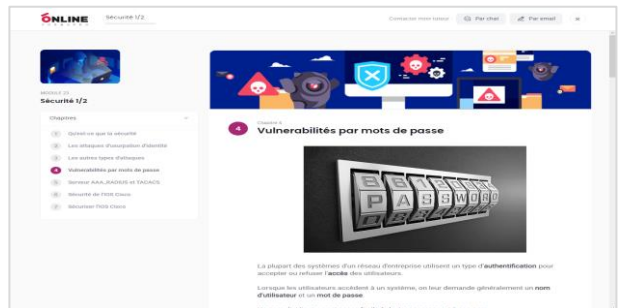 ONLINE
Sécurité 1/2
Contacter mon tuteur
Par chat
Par email
MODULE 23
Sécurité 1/2
Chapitres
1 Qu'est-ce que la sécurité
2 Les attaques d'usurpation d'identité
3 Les autres types d'attaques
4 Vulnerabilités par mots de passe
5 Serveur AAA, RADIUS et TACACS
6 Sécurité de l'IOS Cisco
7 Sécuriser l'IOS Cisco
Chapitre 4
4 Vulnerabilités par mots de passe
PASSWORD
La plupart des systèmes d'un réseau d'entreprise utilisent un type d'authentification pour
accepter ou refuser l'accès des utilisateurs.
Lorsque les utilisateurs accèdent à un système, on leur demande généralement un nom
d'utilisateur et un mot de passe.